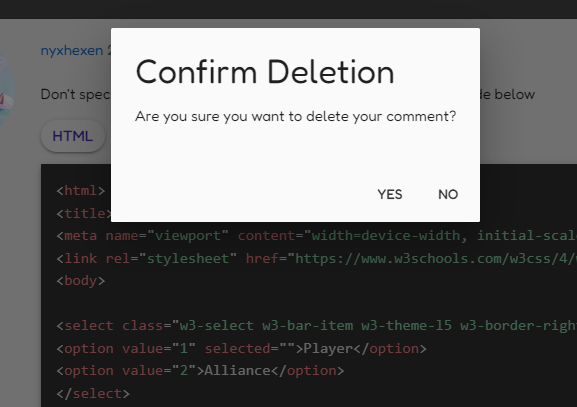 nyxhexen 2
Confirm Deletion
Don't spec
de below
Are you sure you want to delete your comment?
HTML
YES NO
<html>
<title>
<meta name="viewport" content="width=device-width, initial-scal
<link rel="stylesheet" href="https://www.w3schools.com/w3css/4/
<body>
<select class="w3-select w3-bar-item w3-theme-l5 w3-border-righ
<option value="1" selected="">Player</option>
<option value="2">Alliance</option>
</select>